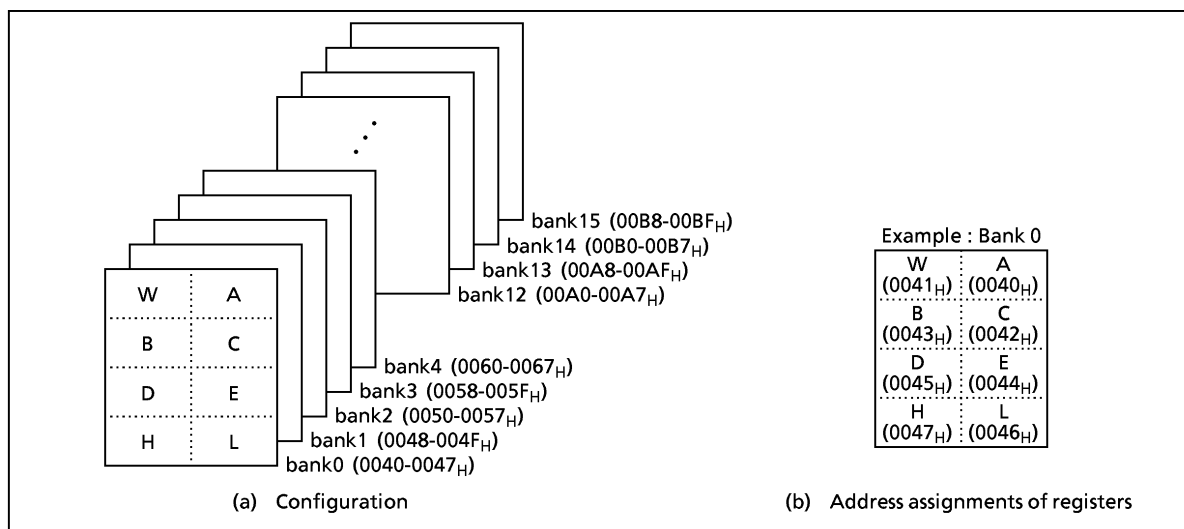 bank15 (00B8-00BFH)
bank14 (00B0-00B7H)
bank13 (00A8-00AFH)
bank12 (00A0-00A7H)
bank4 (0060-0067H)
bank3 (0058-005FH)
bank2 (0050-0057H)
bank1 (0048-004FH)
bank0 (0040-0047H)
W A
B C
D E
H L
(a) Configuration
Example : Bank 0
W A
(0041H) (0040H)
B C
(0043H) (0042H)
D E
(0045H) (0044H)
H L
(0047H) (0046H)
(b) Address assignments of registers